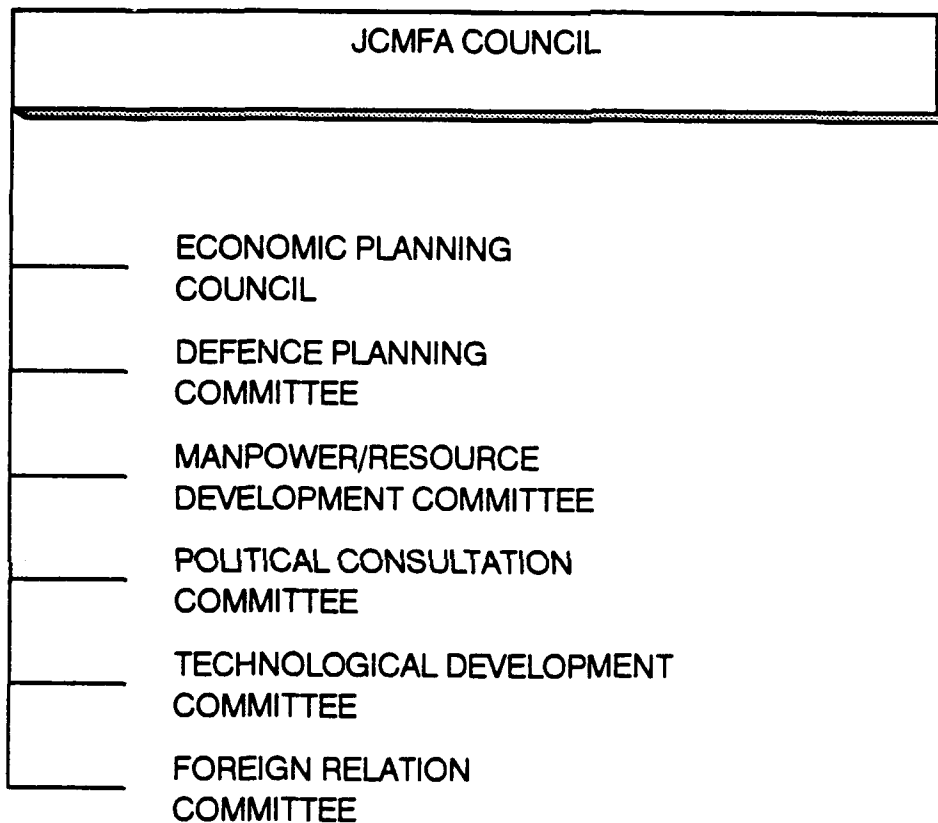 JCMFA COUNCIL
ECONOMIC PLANNING
COUNCIL
DEFENCE PLANNING
COMMITTEE
MANPOWER/RESOURCE
DEVELOPMENT COMMITTEE
POLITICAL CONSULTATION
COMMITTEE
TECHNOLOGICAL DEVELOPMENT
COMMITTEE
FOREIGN RELATION
COMMITTEE